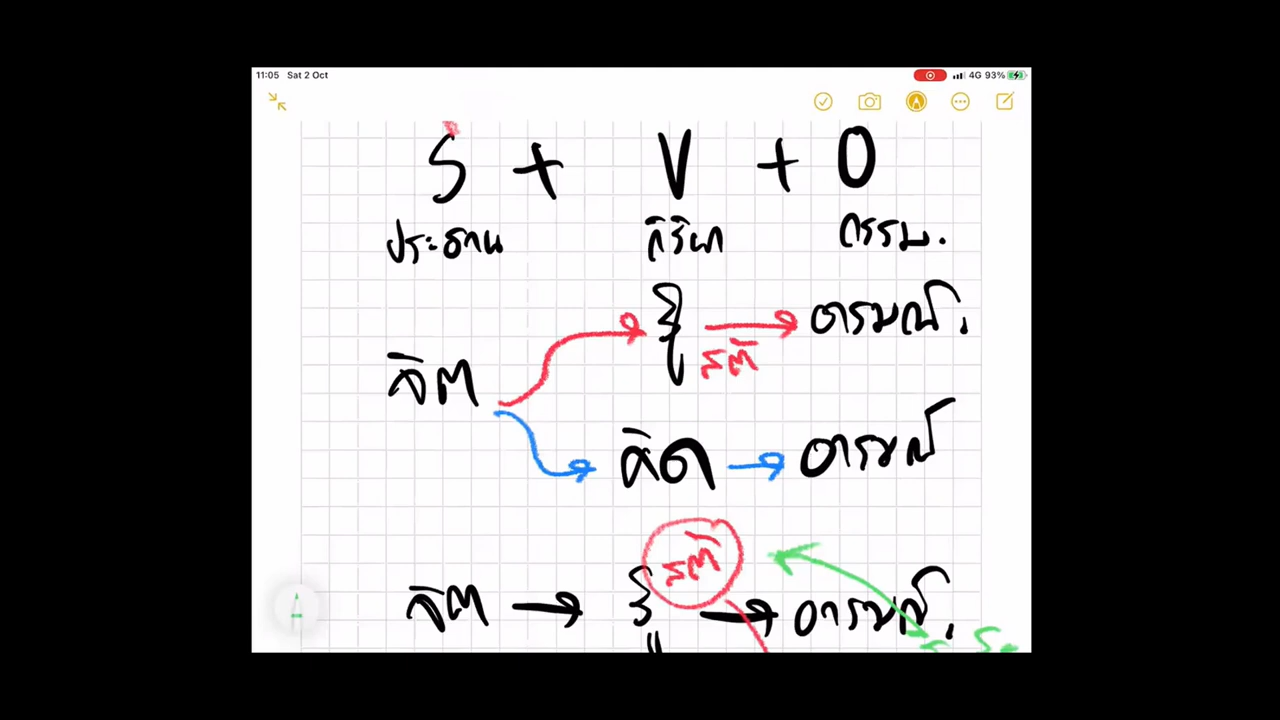 11:05 Sat 2 Oct 4G 93%
S + V + O
ประธาน กิริยา กรรม.
จิต รู้ สติ อารมณ์.
คิด อารมณ์
สติ
จิต รู้ อารมณ์.